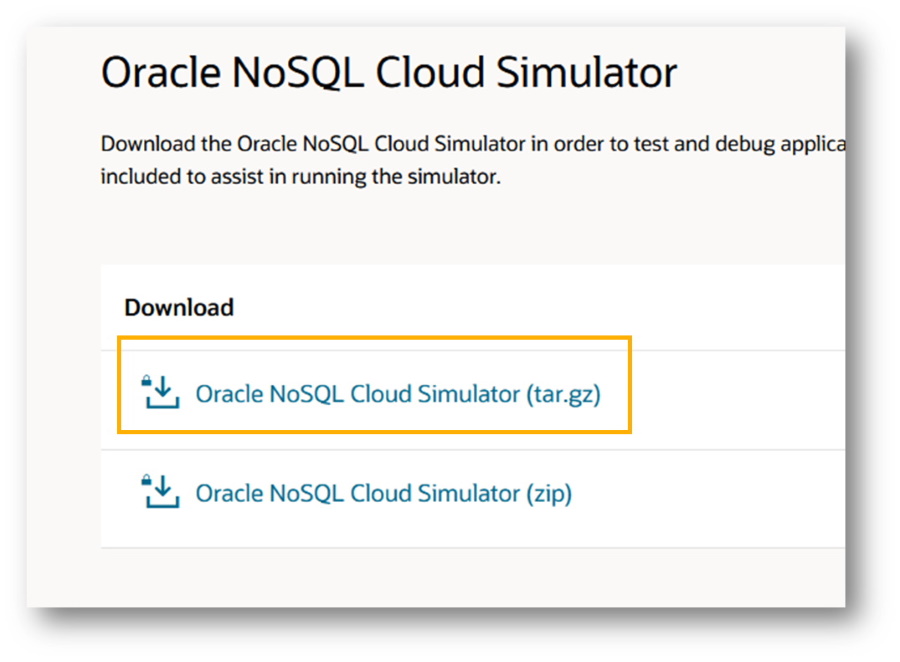 Oracle NoSQL Cloud Simulator
Download the Oracle NoSQL Cloud Simulator in order to test and debug applica
included to assist in running the simulator.
Download
Oracle NoSQL Cloud Simulator (tar.gz)
Oracle NoSQL Cloud Simulator (zip)